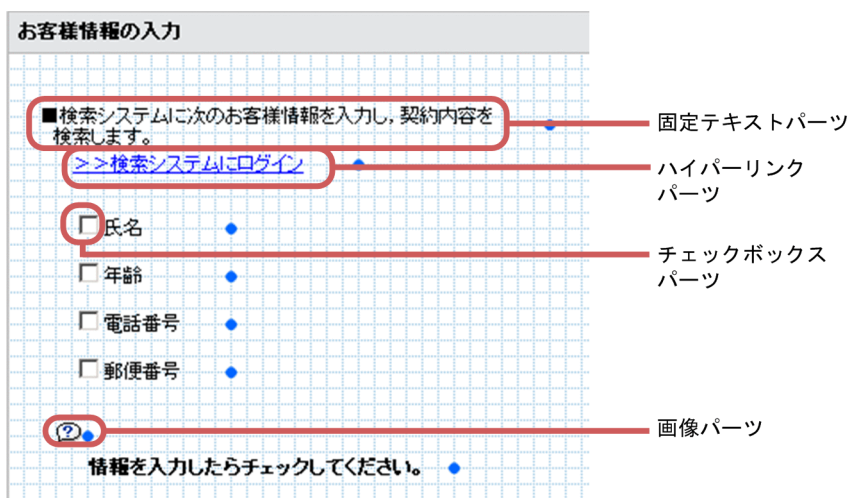 お客様情報の入力
■検索システムに次のお客様情報を入力し，契約内容を
検索します。
>>検索システムにログイン
氏名
年齢
電話番号
郵便番号
?
情報を入力したらチェックしてください。
固定テキストパーツ
ハイパーリンク
パーツ
チェックボックス
パーツ
画像パーツ